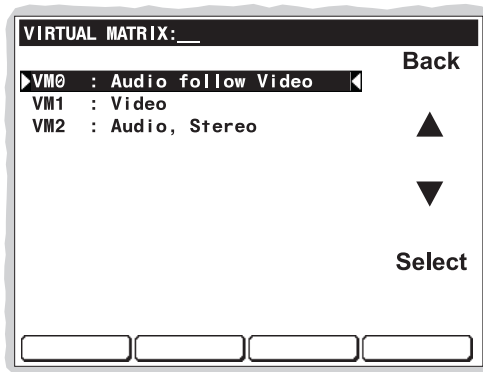 VIRTUAL MATRIX:__
Back
VM0 : Audio follow Video
VM1 : Video
VM2 : Audio, Stereo
Select